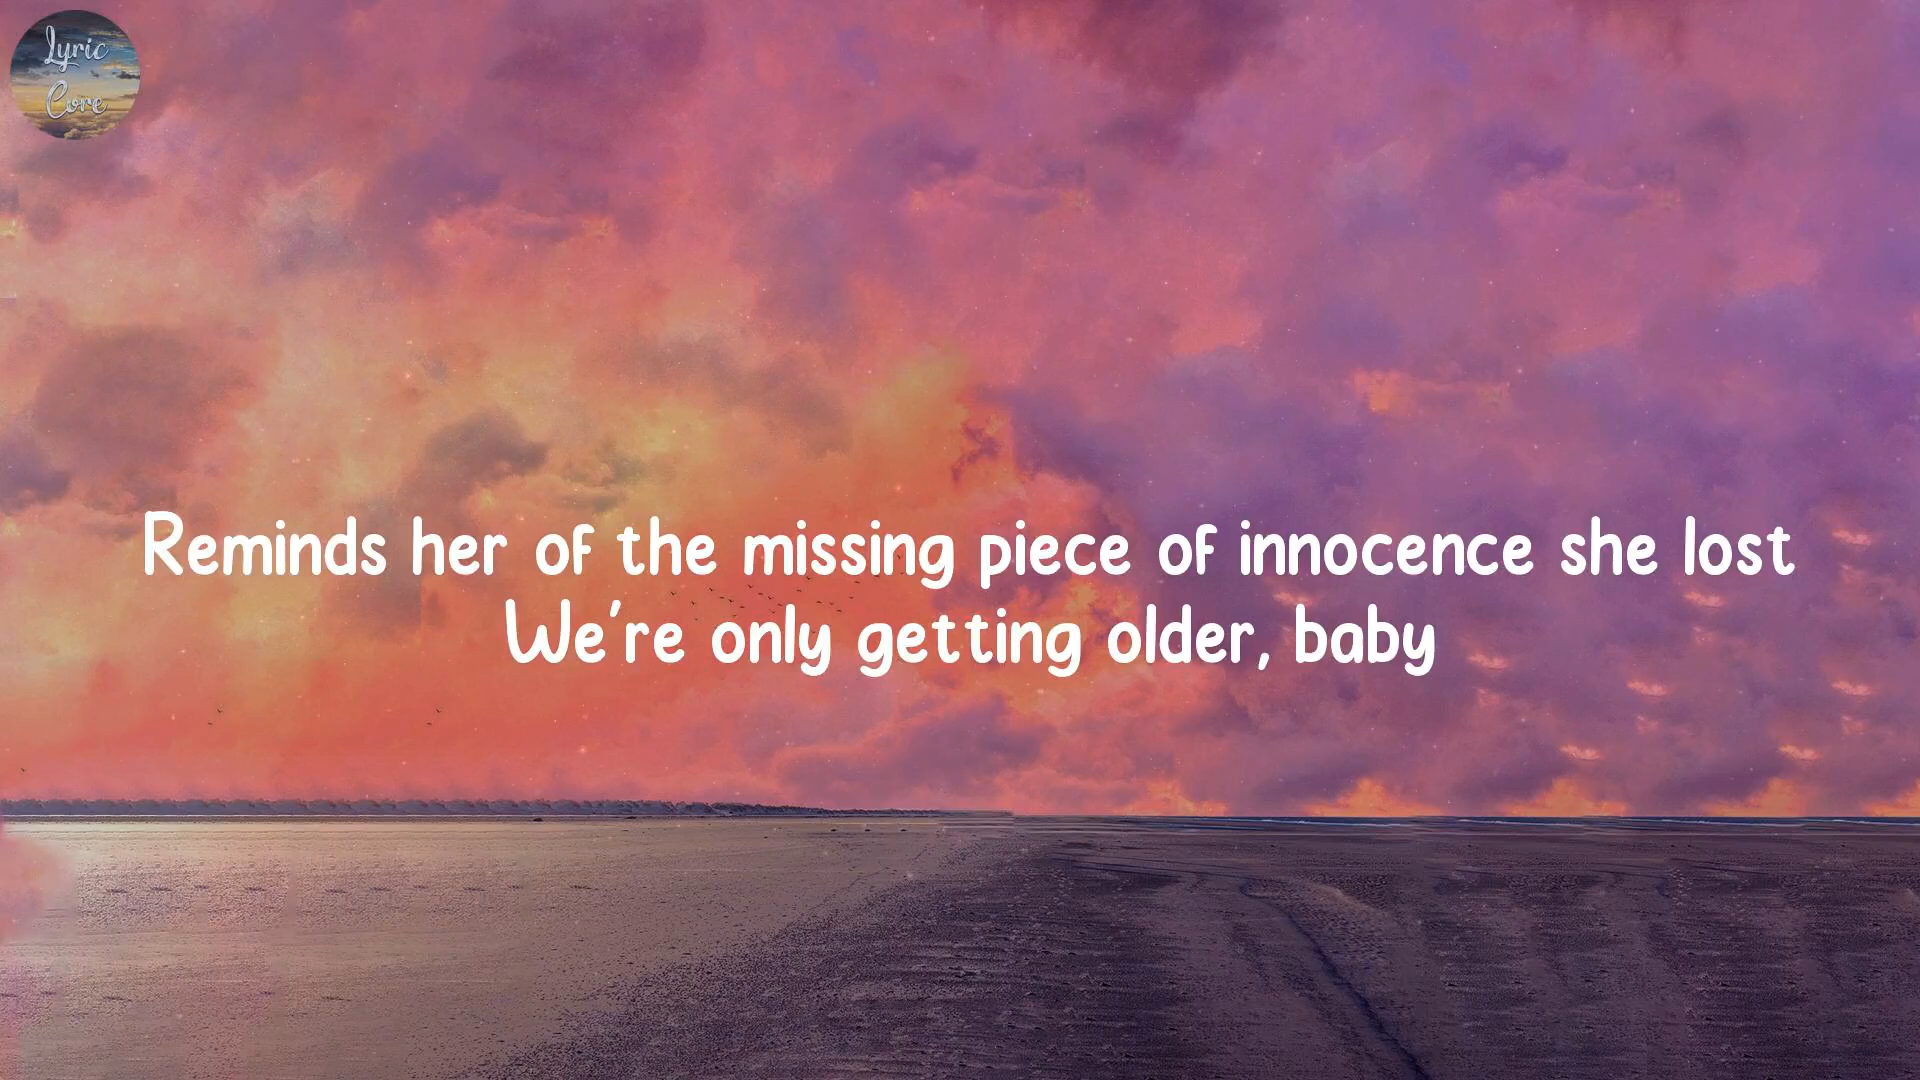 Lyric
Core
Reminds her of the missing piece of innocence she lost
We're only getting older, baby